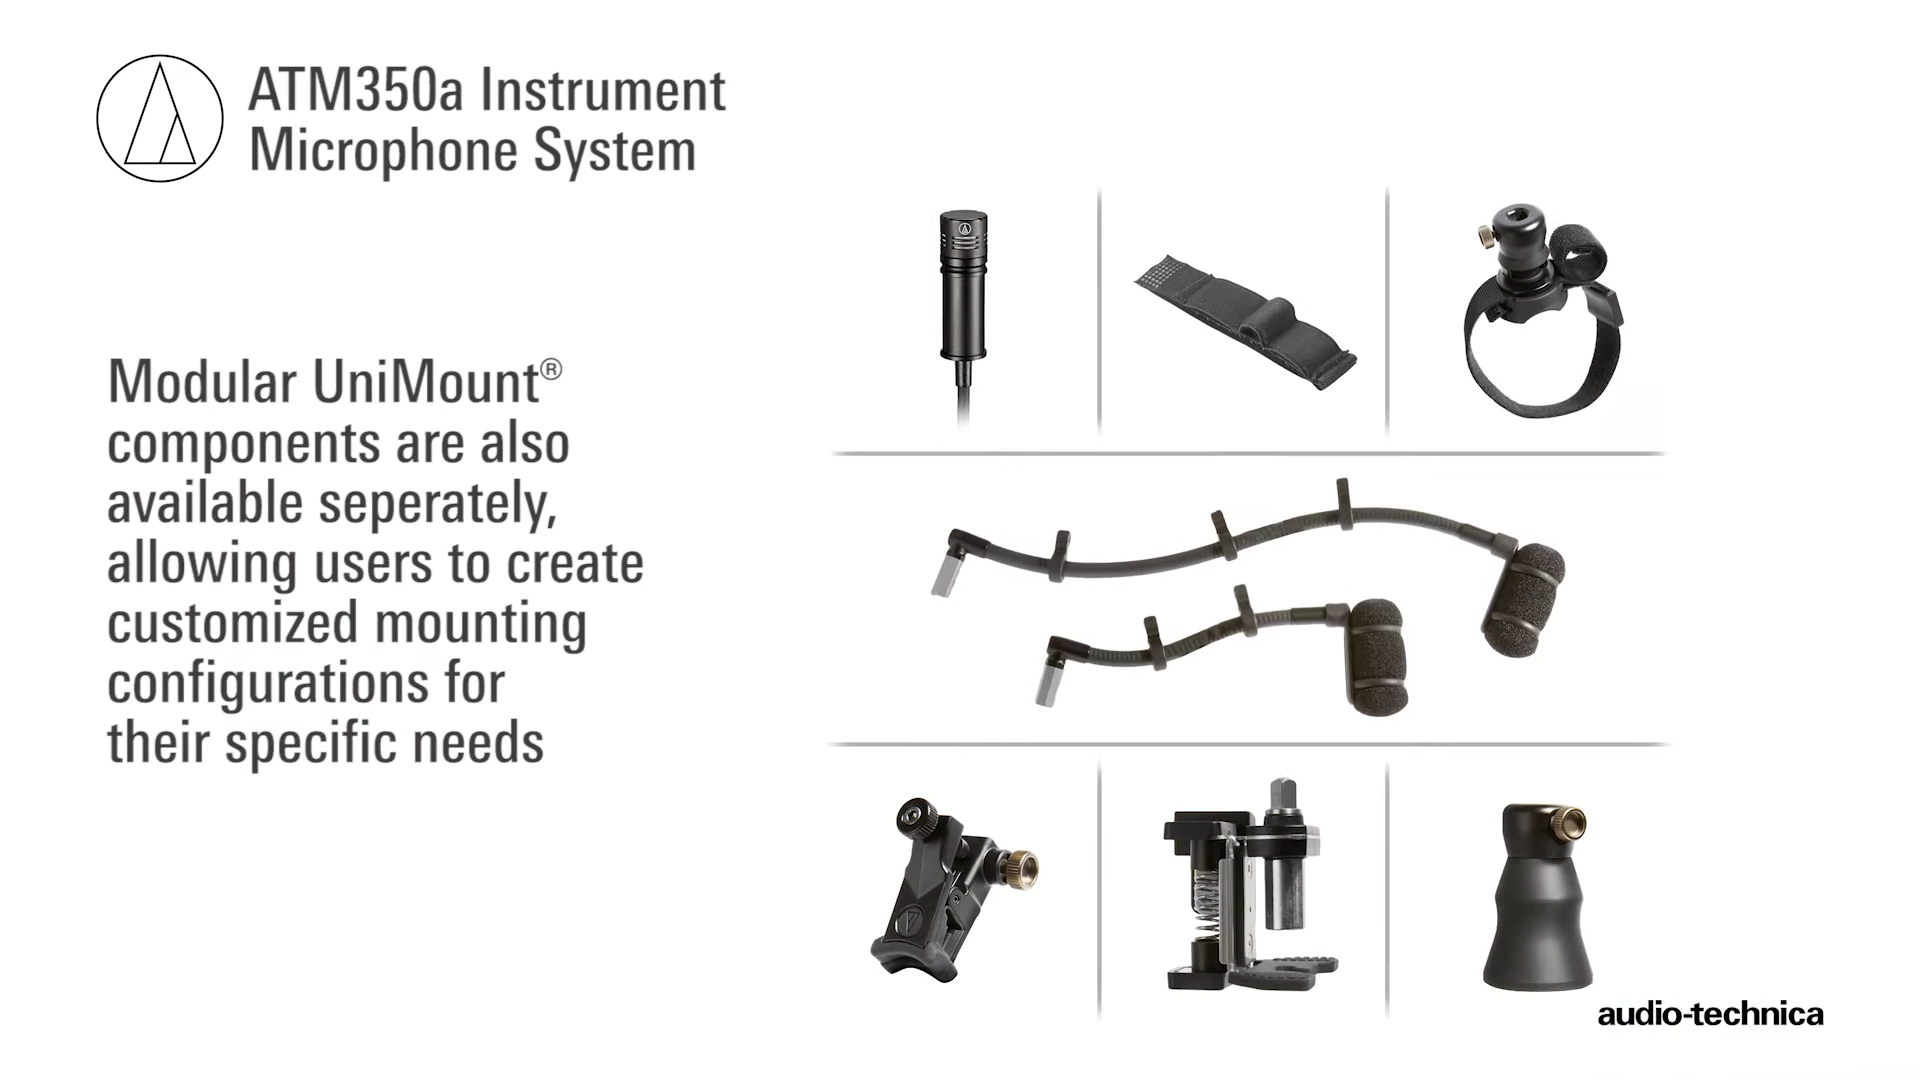 ATM350a Instrument
Microphone System
Modular UniMount®
components are also
available seperately,
allowing users to create
customized mounting
configurations for
their specific needs
audio-technica